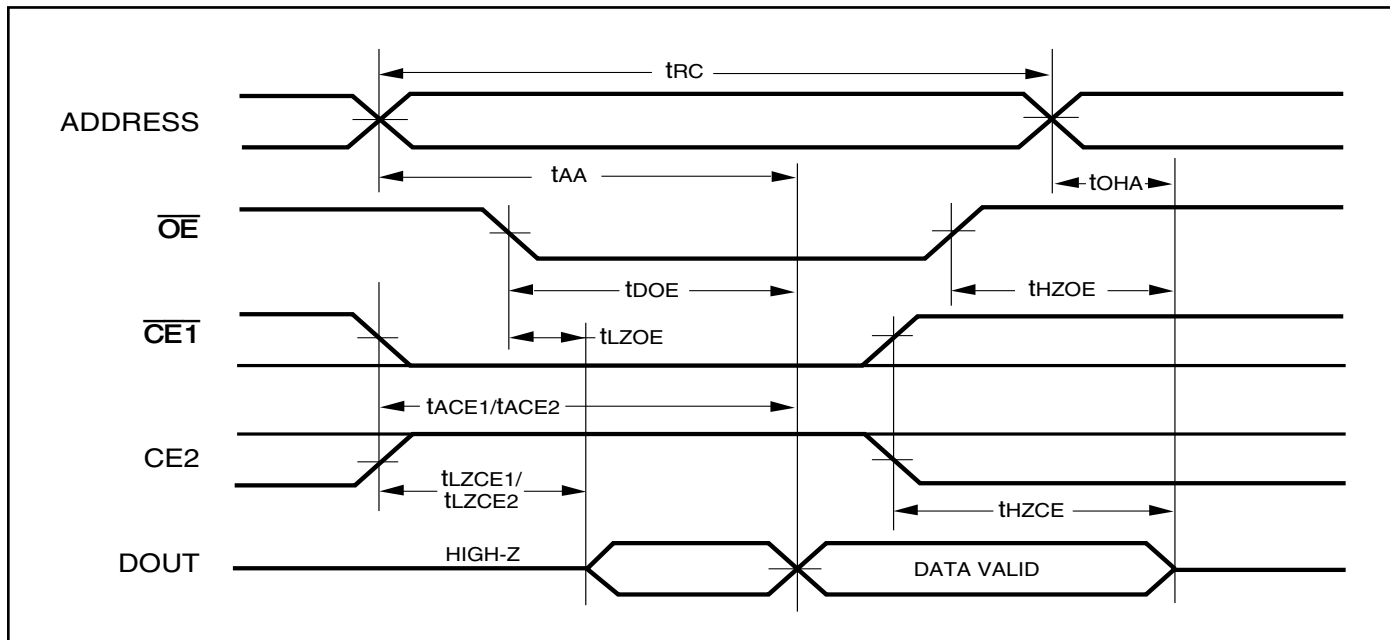 tRC
ADDRESS
tAA
tOHA
OE
tDOE
tHZOE
CE1
tLZOE
tACE1/tACE2
CE2
tLZCE1/
tLZCE2
tHZCE
DOUT
HIGH-Z
DATA VALID